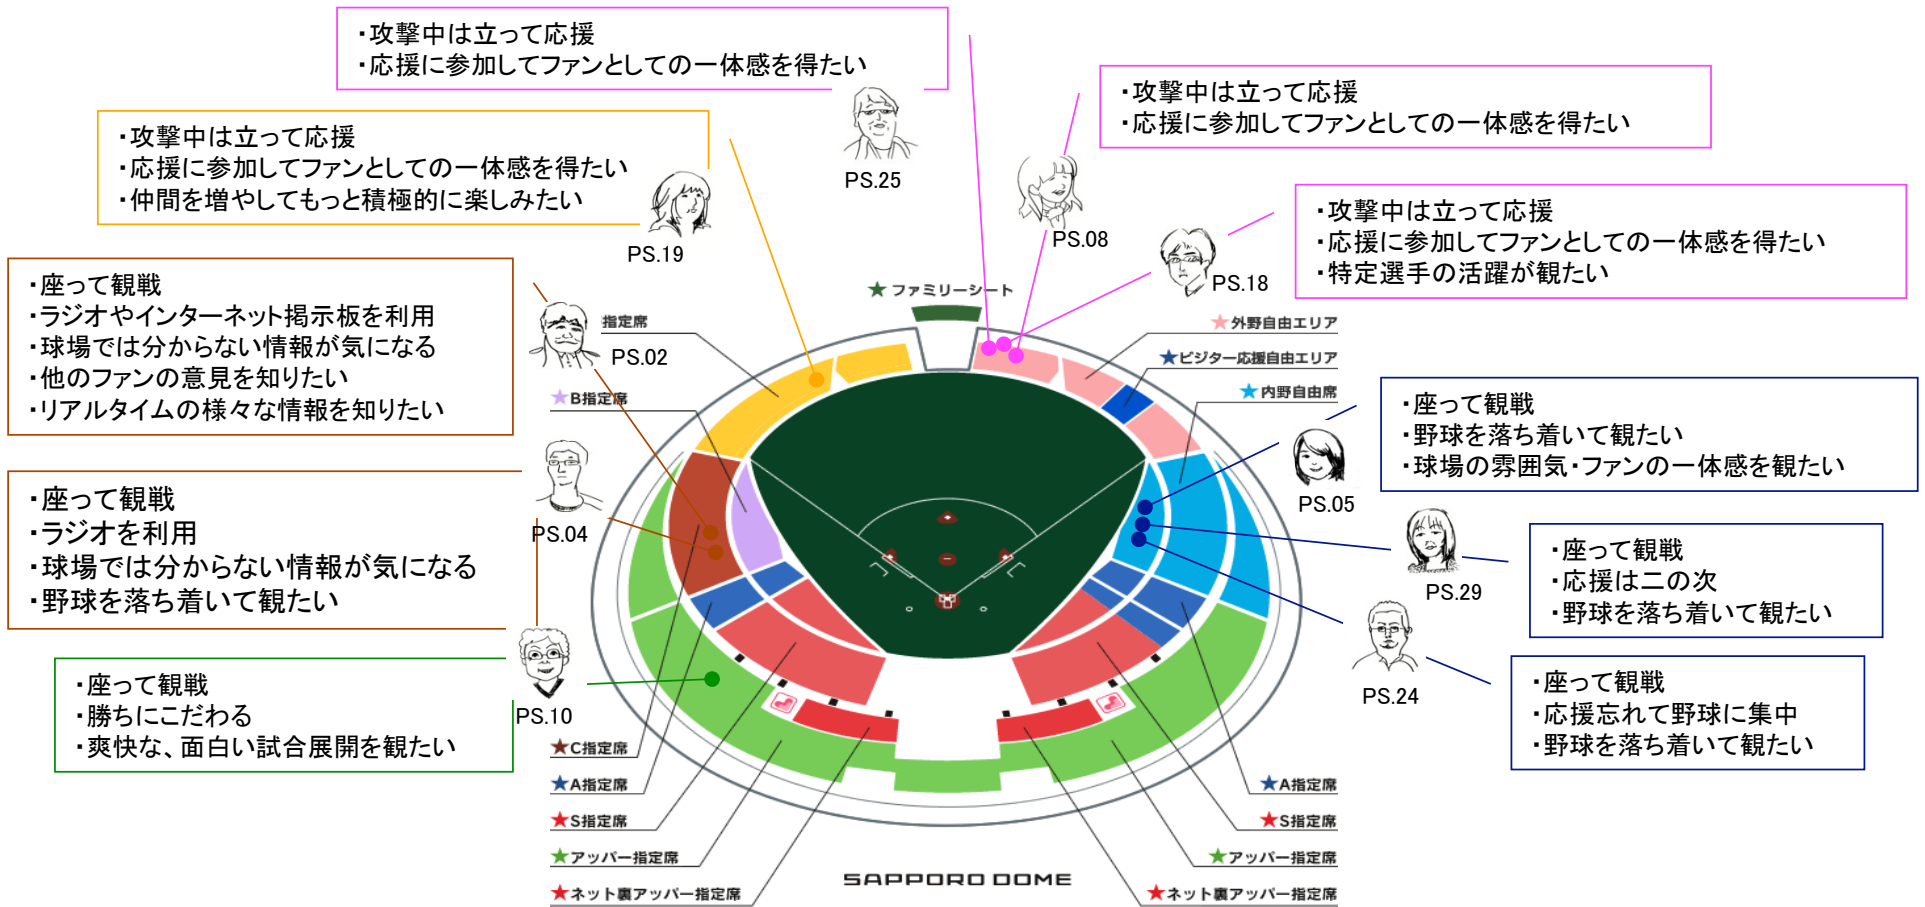 ・攻撃中は立って応援
・応援に参加してファンとしての一体感を得たい
PS.25
・攻撃中は立って応援
・応援に参加してファンとしての一体感を得たい
PS.08
・攻撃中は立って応援
・応援に参加してファンとしての一体感を得たい
・仲間を増やしてもっと積極的に楽しみたい
PS.19
・攻撃中は立って応援
・応援に参加してファンとしての一体感を得たい
・特定選手の活躍が観たい
PS.18
・座って観戦
・ラジオやインターネット掲示板を利用
・球場では分からない情報が気になる
・他のファンの意見を知りたい
・リアルタイムの様々な情報を知りたい
PS.02
★ファミリーシート
指定席
★B指定席
★外野自由エリア
★ビジター応援自由エリア
★内野自由席
・座って観戦
・野球を落ち着いて観たい
・球場の雰囲気・ファンの一体感を観たい
PS.05
・座って観戦
・ラジオを利用
・球場では分からない情報が気になる
・野球を落ち着いて観たい
PS.04
・座って観戦
・応援は二の次
・野球を落ち着いて観たい
PS.29
・座って観戦
・勝ちにこだわる
・爽快な、面白い試合展開を観たい
PS.10
・座って観戦
・応援忘れて野球に集中
・野球を落ち着いて観たい
PS.24
★C指定席
★A指定席
★S指定席
★アッパー指定席
★ネット裏アッパー指定席
★A指定席
★S指定席
★アッパー指定席
★ネット裏アッパー指定席
SAPPORO DOME